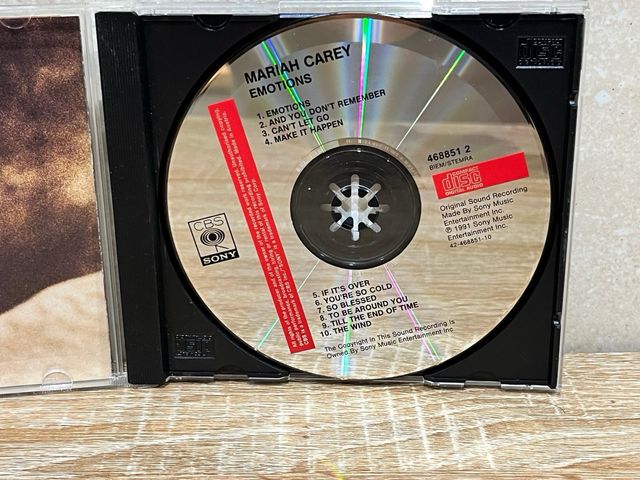 MARIAH CAREY
EMOTIONS
1. EMOTIONS
2. AND YOU DON'T REMEMBER
3. CAN'T LET GO
4. MAKE IT HAPPEN
468851 2
BIEM/STEMRA
COMPACT
disc
DIGITAL AUDIO
Original Sound Recording
Made By Sony Music
Entertainment Inc.
℗ 1991 Sony Music
Entertainment Inc.
42-468851-10
CBS
SONY
5. IF IT'S OVER
6. YOU'RE SO COLD
7. SO BLESSED
8. TO BE AROUND YOU
9. TILL THE END OF TIME
10. THE WIND
The Copyright In This Sound Recording Is
Owned By Sony Music Entertainment Inc.